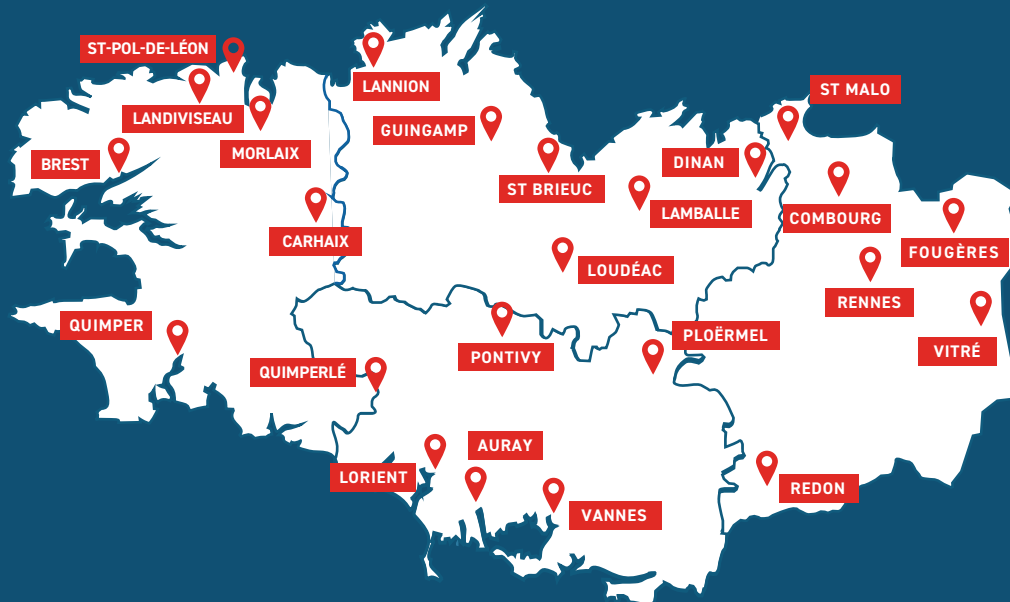 ST-POL-DE-LÉON
LANNION
ST MALO
LANDIVISEAU
GUINGAMP
MORLAIX
BREST
DINAN
ST BRIEUC
LAMBALLE
COMBOURG
CARHAIX
FOUGÈRES
LOUDÉAC
RENNES
QUIMPER
PLOËRMEL
PONTIVY
VITRÉ
QUIMPERLÉ
AURAY
LORIENT
REDON
VANNES